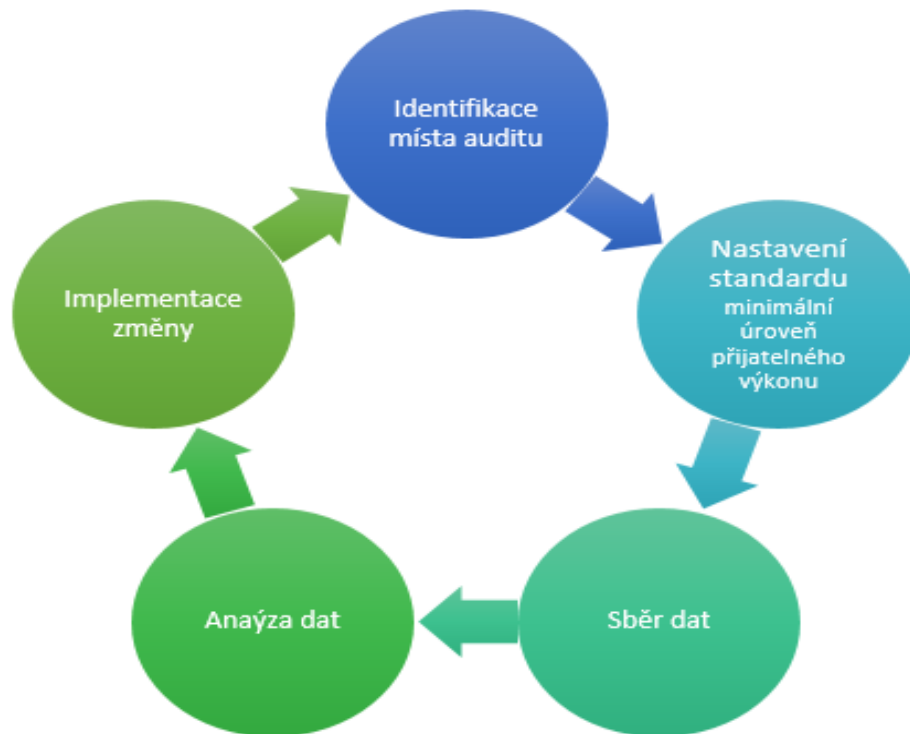 Identifikace
místa auditu
Nastavení
standardu
minimální
úroveň
přijatelného
výkonu
Sběr dat
Anaýza dat
Implementace
změny